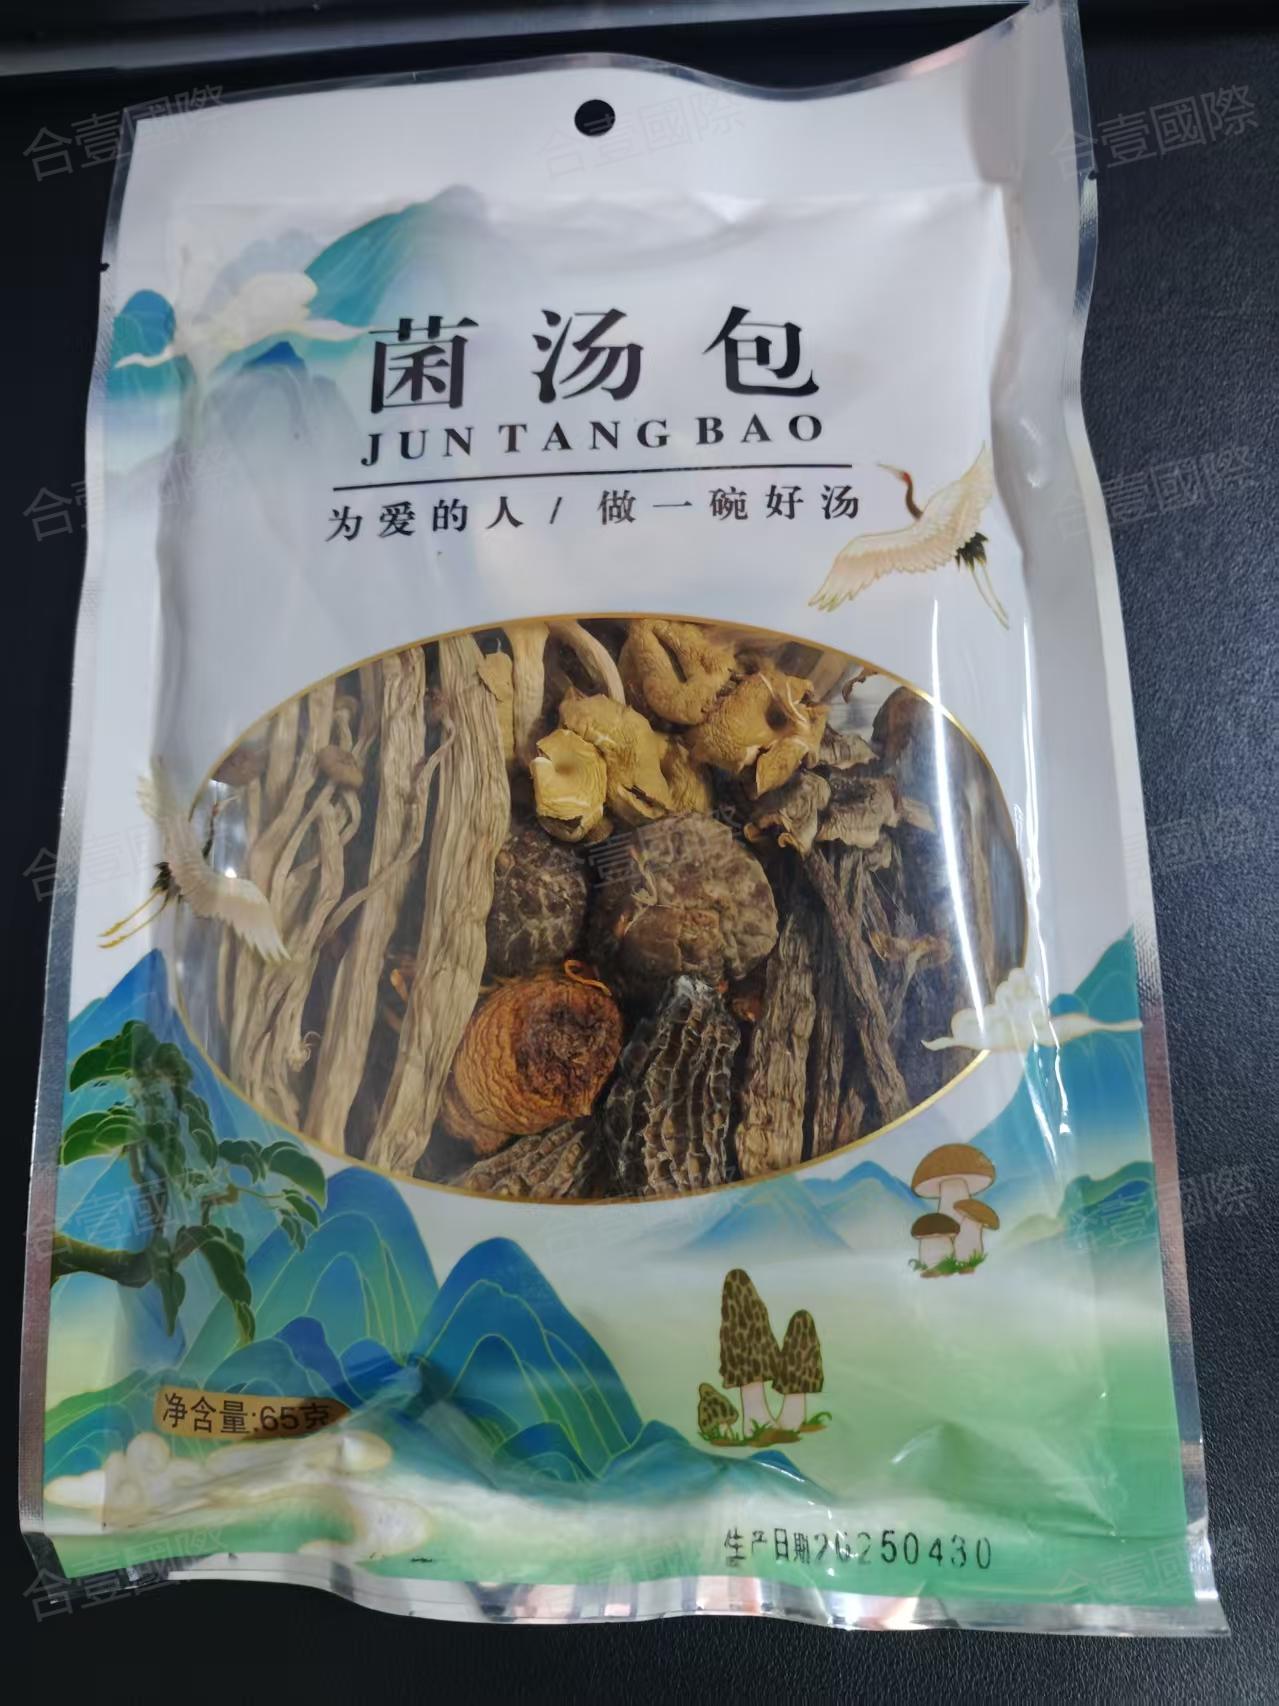 菌汤包
JUN TANG BAO
为爱的人 / 做一碗好汤
净含量:65克
生产日期20250430
合壹國際